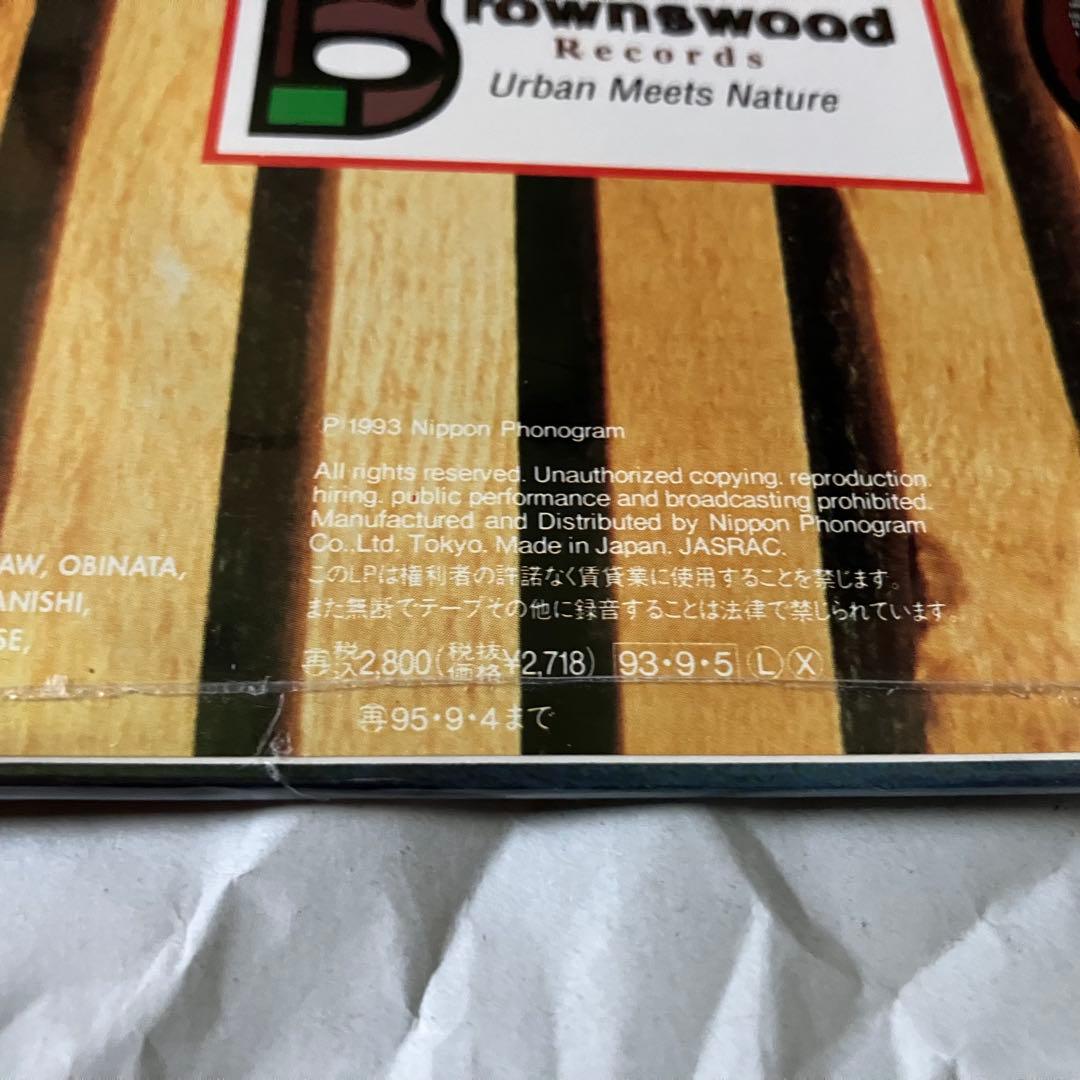 Brownswood
Records
Urban Meets Nature
℗1993 Nippon Phonogram
All rights reserved. Unauthorized copying. reproduction.
hiring. public performance and broadcasting prohibited.
Manufactured and Distributed by Nippon Phonogram
Co.,Ltd. Tokyo. Made in Japan. JASRAC.
このLPは権利者の許諾なく賃貸業に使用することを禁じます。
また無断でテープその他に録音することは法律で禁じられています。
AW, OBINATA,
ANISHI,
SE,
再 税込2,800(税抜価格¥2,718) 93・9・5 Ⓛ Ⓧ
再95・9・4まで